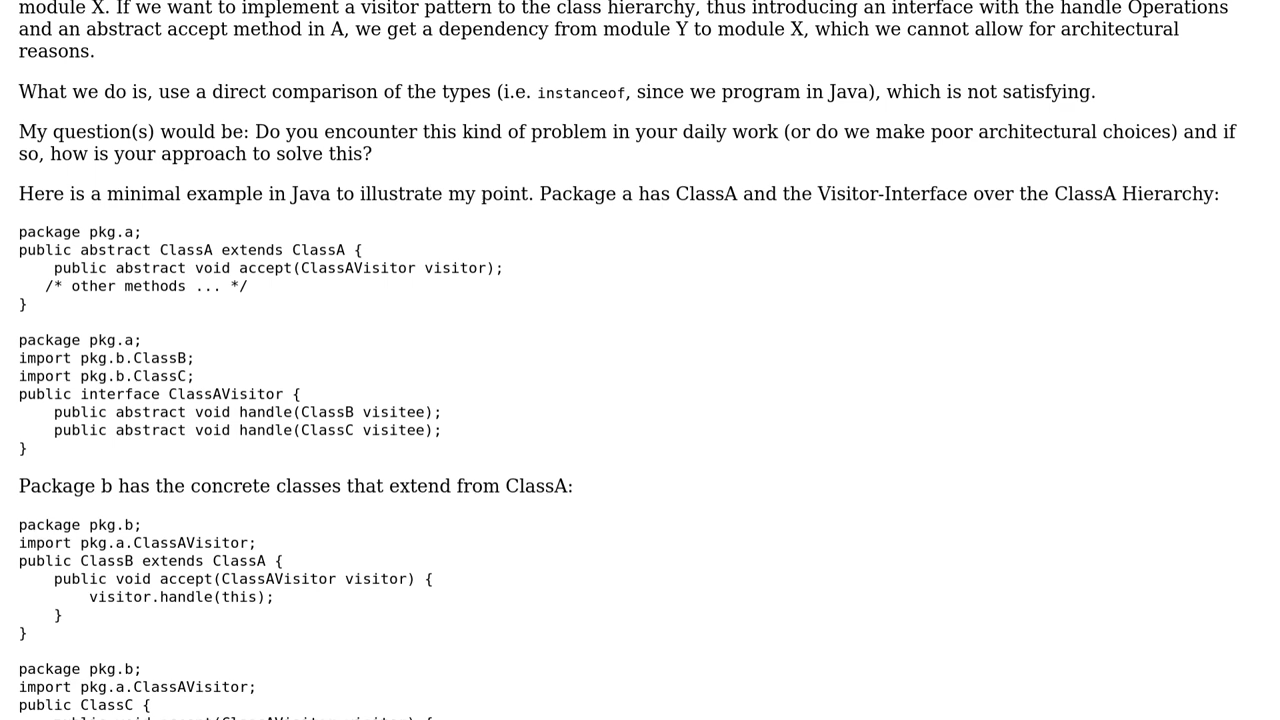 module X. If we want to implement a visitor pattern to the class hierarchy, thus introducing an interface with the handle Operations
and an abstract accept method in A, we get a dependency from module Y to module X, which we cannot allow for architectural
reasons.
What we do is, use a direct comparison of the types (i.e. instanceof, since we program in Java), which is not satisfying.
My question(s) would be: Do you encounter this kind of problem in your daily work (or do we make poor architectural choices) and if
so, how is your approach to solve this?
Here is a minimal example in Java to illustrate my point. Package a has ClassA and the Visitor-Interface over the ClassA Hierarchy:
package pkg.a;
public abstract ClassA extends ClassA {
    public abstract void accept(ClassAVisitor visitor);
   /* other methods ... */
}
package pkg.a;
import pkg.b.ClassB;
import pkg.b.ClassC;
public interface ClassAVisitor {
    public abstract void handle(ClassB visitee);
    public abstract void handle(ClassC visitee);
}
Package b has the concrete classes that extend from ClassA:
package pkg.b;
import pkg.a.ClassAVisitor;
public ClassB extends ClassA {
    public void accept(ClassAVisitor visitor) {
        visitor.handle(this);
    }
}
package pkg.b;
import pkg.a.ClassAVisitor;
public ClassC {
    public void accept(ClassAVisitor visitor) {